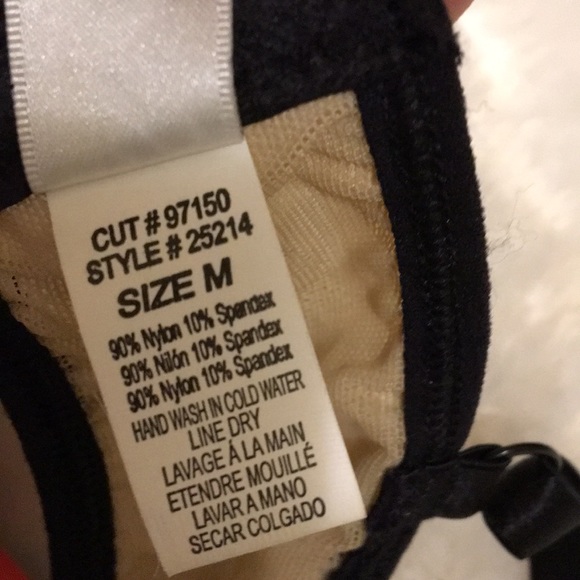 CUT # 97150
STYLE # 25214
SIZE M
90% Nylon 10% Spandex
90% Nilón 10% Spandex
90% Nylon 10% Spandex
HAND WASH IN COLD WATER
LINE DRY
LAVAGE Á LA MAIN
ETENDRE MOUILLÉ
LAVAR A MANO
SECAR COLGADO